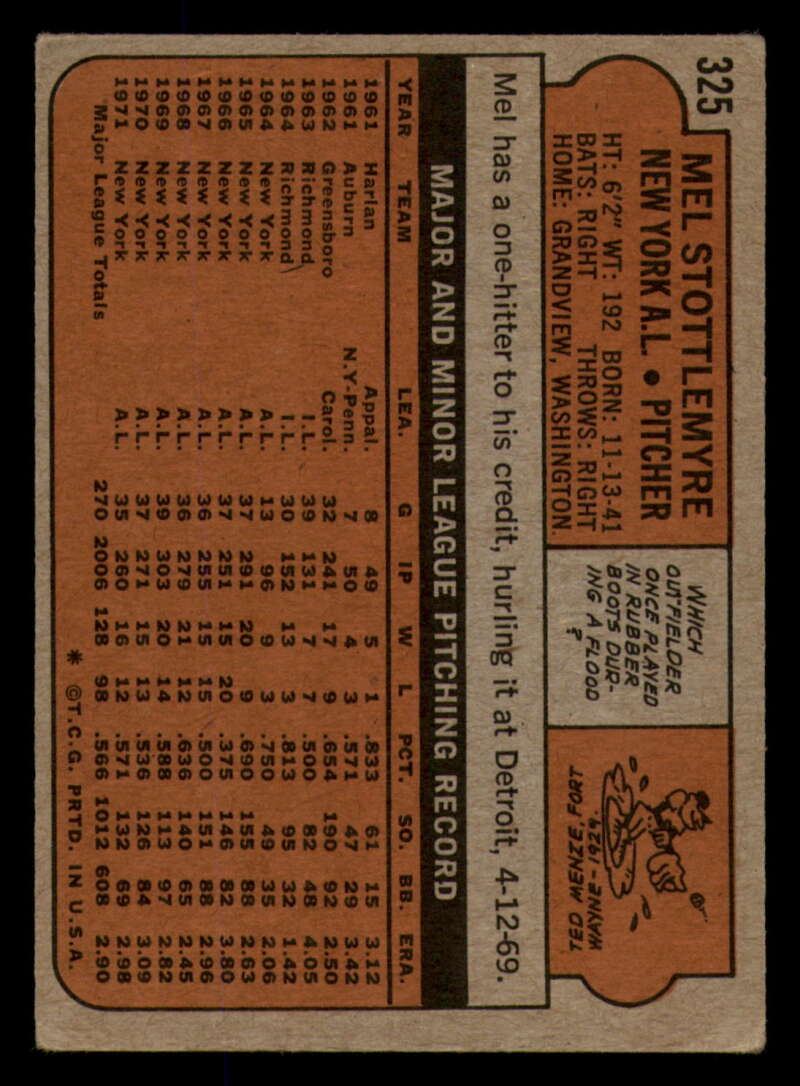 325
MEL STOTTLEMYRE
NEW YORK A.L. • PITCHER
HT: 6'2" WT: 192 BORN: 11-13-41
BATS: RIGHT THROWS: RIGHT
HOME: GRANDVIEW, WASHINGTON
WHICH
OUTFIELDER
ONCE PLAYED
IN RUBBER
BOOTS DUR-
ING A FLOOD
?
TED MENZE, FORT
WAYNE - 1924.
Mel has a one-hitter to his credit, hurling it at Detroit, 4-12-69.
MAJOR AND MINOR LEAGUE PITCHING RECORD
YEAR TEAM LEA. G IP W L PCT. SO. BB. ERA.
1961 Harlan Appal. 8 49 5 1 .833 61 15 3.12
1961 Auburn N.Y-Penn. 7 50 4 3 .571 47 29 3.42
1962 Greensboro Carol. 32 241 17 9 .654 190 92 2.50
1963 Richmond I.L. 39 131 7 7 .500 82 48 4.05
1964 Richmond I.L. 30 152 13 3 .813 95 32 1.42
1964 New York A.L. 13 96 9 3 .750 49 35 2.06
1965 New York A.L. 37 291 20 9 .690 155 88 2.63
1966 New York A.L. 37 251 15 20 .375 146 82 3.80
1967 New York A.L. 36 255 15 15 .500 151 88 2.96
1968 New York A.L. 36 279 21 12 .636 140 65 2.45
1969 New York A.L. 39 303 20 14 .588 113 97 2.82
1970 New York A.L. 37 271 15 13 .536 126 84 3.09
1971 New York A.L. 35 260 16 12 .571 132 69 2.98
Major League Totals 270 2006 128 98 .566 1012 608 2.90
* ©T.C.G. PRTD. IN U.S.A.